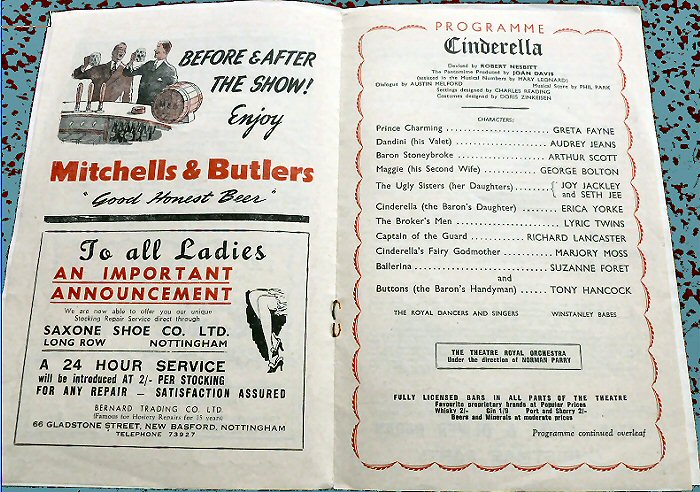 BEFORE & AFTER
THE SHOW!
Enjoy
Mitchells & Butlers
"Good Honest Beer"
To all Ladies
AN IMPORTANT
ANNOUNCEMENT
We are now able to offer you our unique
Stocking Repair Service direct through
SAXONE SHOE CO. LTD.
LONG ROW NOTTINGHAM
A 24 HOUR SERVICE
will be introduced AT 2/- PER STOCKING
FOR ANY REPAIR — SATISFACTION ASSURED
BERNARD TRADING CO. LTD.
(Famous for Hosiery Repairs for 15 years)
66 GLADSTONE STREET, NEW BASFORD, NOTTINGHAM
TELEPHONE 73927
PROGRAMME
Cinderella
Devised by ROBERT NESBITT
The Pantomime Produced by JOAN DAVIS
(assisted in the Musical Numbers by MARY LEONARD)
Dialogue by AUSTIN MELFORD Musical Score by PHIL PARK
Settings designed by CHARLES READING
Costumes designed by DORIS ZINKEISEN
CHARACTERS:
Prince Charming .......... GRETA FAYNE
Dandini (his Valet) .......... AUDREY JEANS
Baron Stoneybroke .......... ARTHUR SCOTT
Maggie (his Second Wife) .......... GEORGE BOLTON
The Ugly Sisters (her Daughters) .......... { JOY JACKLEY
and SETH JEE
Cinderella (the Baron's Daughter) .......... ERICA YORKE
The Broker's Men .......... LYRIC TWINS
Captain of the Guard .......... RICHARD LANCASTER
Cinderella's Fairy Godmother .......... MARJORY MOSS
Ballerina .......... SUZANNE FORET
and
Buttons (the Baron's Handyman) ..... TONY HANCOCK
THE ROYAL DANCERS AND SINGERS WINSTANLEY BABES
THE THEATRE ROYAL ORCHESTRA
Under the direction of NORMAN PARRY
FULLY LICENSED BARS IN ALL PARTS OF THE THEATRE
Favourite proprietary brands at Popular Prices
Whisky 2/- Gin 1/9 Port and Sherry 2/-
Beers and Minerals at moderate prices
Programme continued overleaf